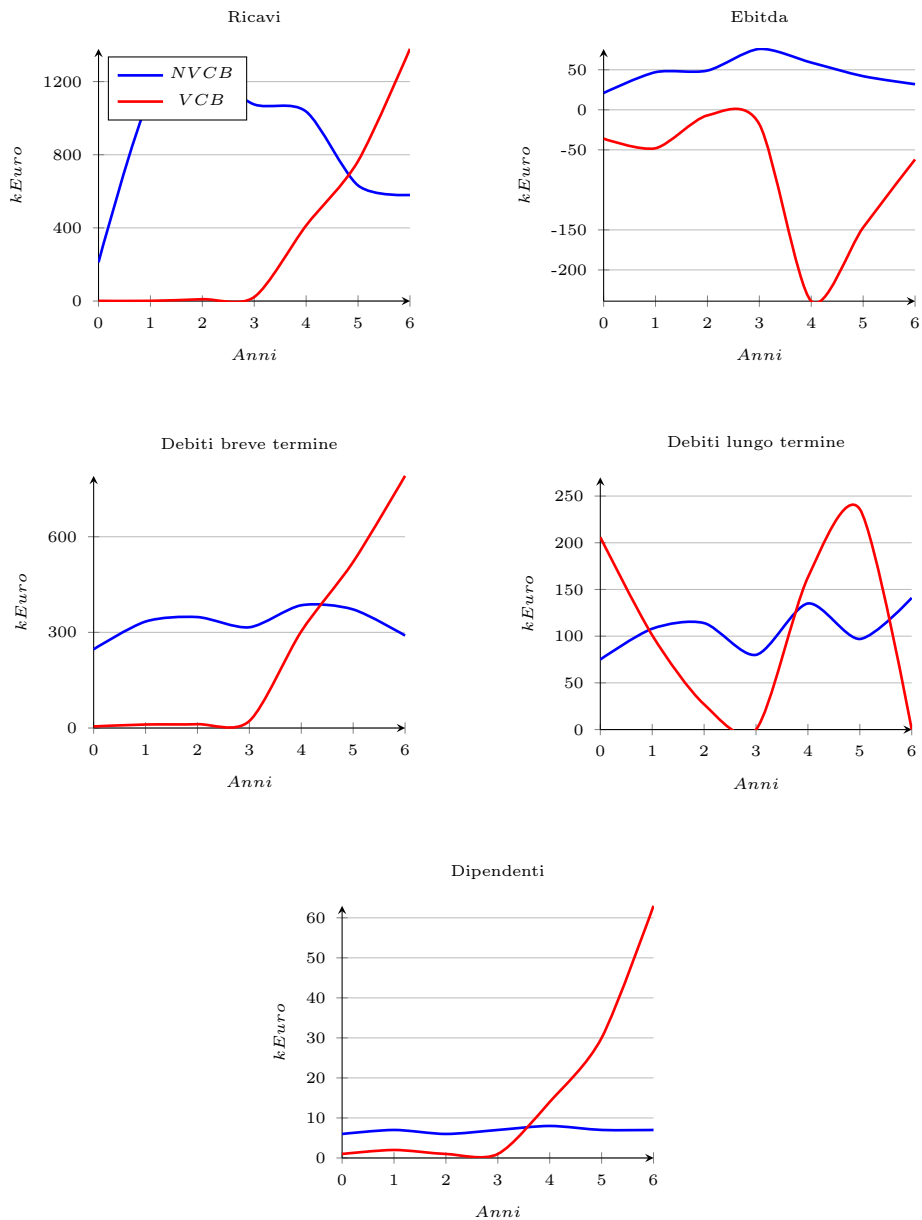 Ricavi
1200
800
400
0
kEuro
NVCB
VCB
0 1 2 3 4 5 6
Anni
Ebitda
50
0
-50
-150
-200
kEuro
0 1 2 3 4 5 6
Anni
Debiti breve termine
600
300
0
kEuro
0 1 2 3 4 5 6
Anni
Debiti lungo termine
250
200
150
100
50
0
kEuro
0 1 2 3 4 5 6
Anni
Dipendenti
60
50
40
30
20
10
0
kEuro
0 1 2 3 4 5 6
Anni